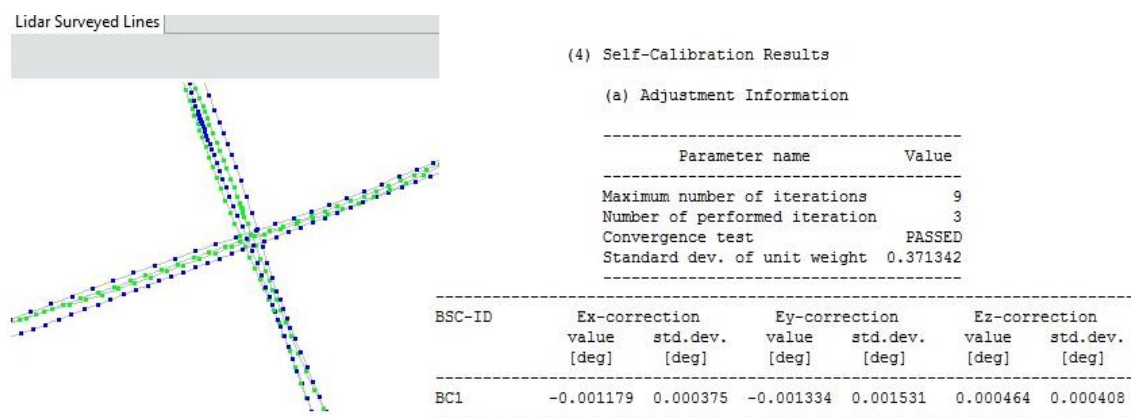 Lidar Surveyed Lines
(4) Self-Calibration Results
(a) Adjustment Information
Parameter name Value
Maximum number of iterations 9
Number of performed iteration 3
Convergence test PASSED
Standard dev. of unit weight 0.371342
BSC-ID Ex-correction Ey-correction Ez-correction
value std.dev. value std.dev. value std.dev.
[deg] [deg] [deg] [deg] [deg] [deg]
BC1 -0.001179 0.000375 -0.001334 0.001531 0.000464 0.000408